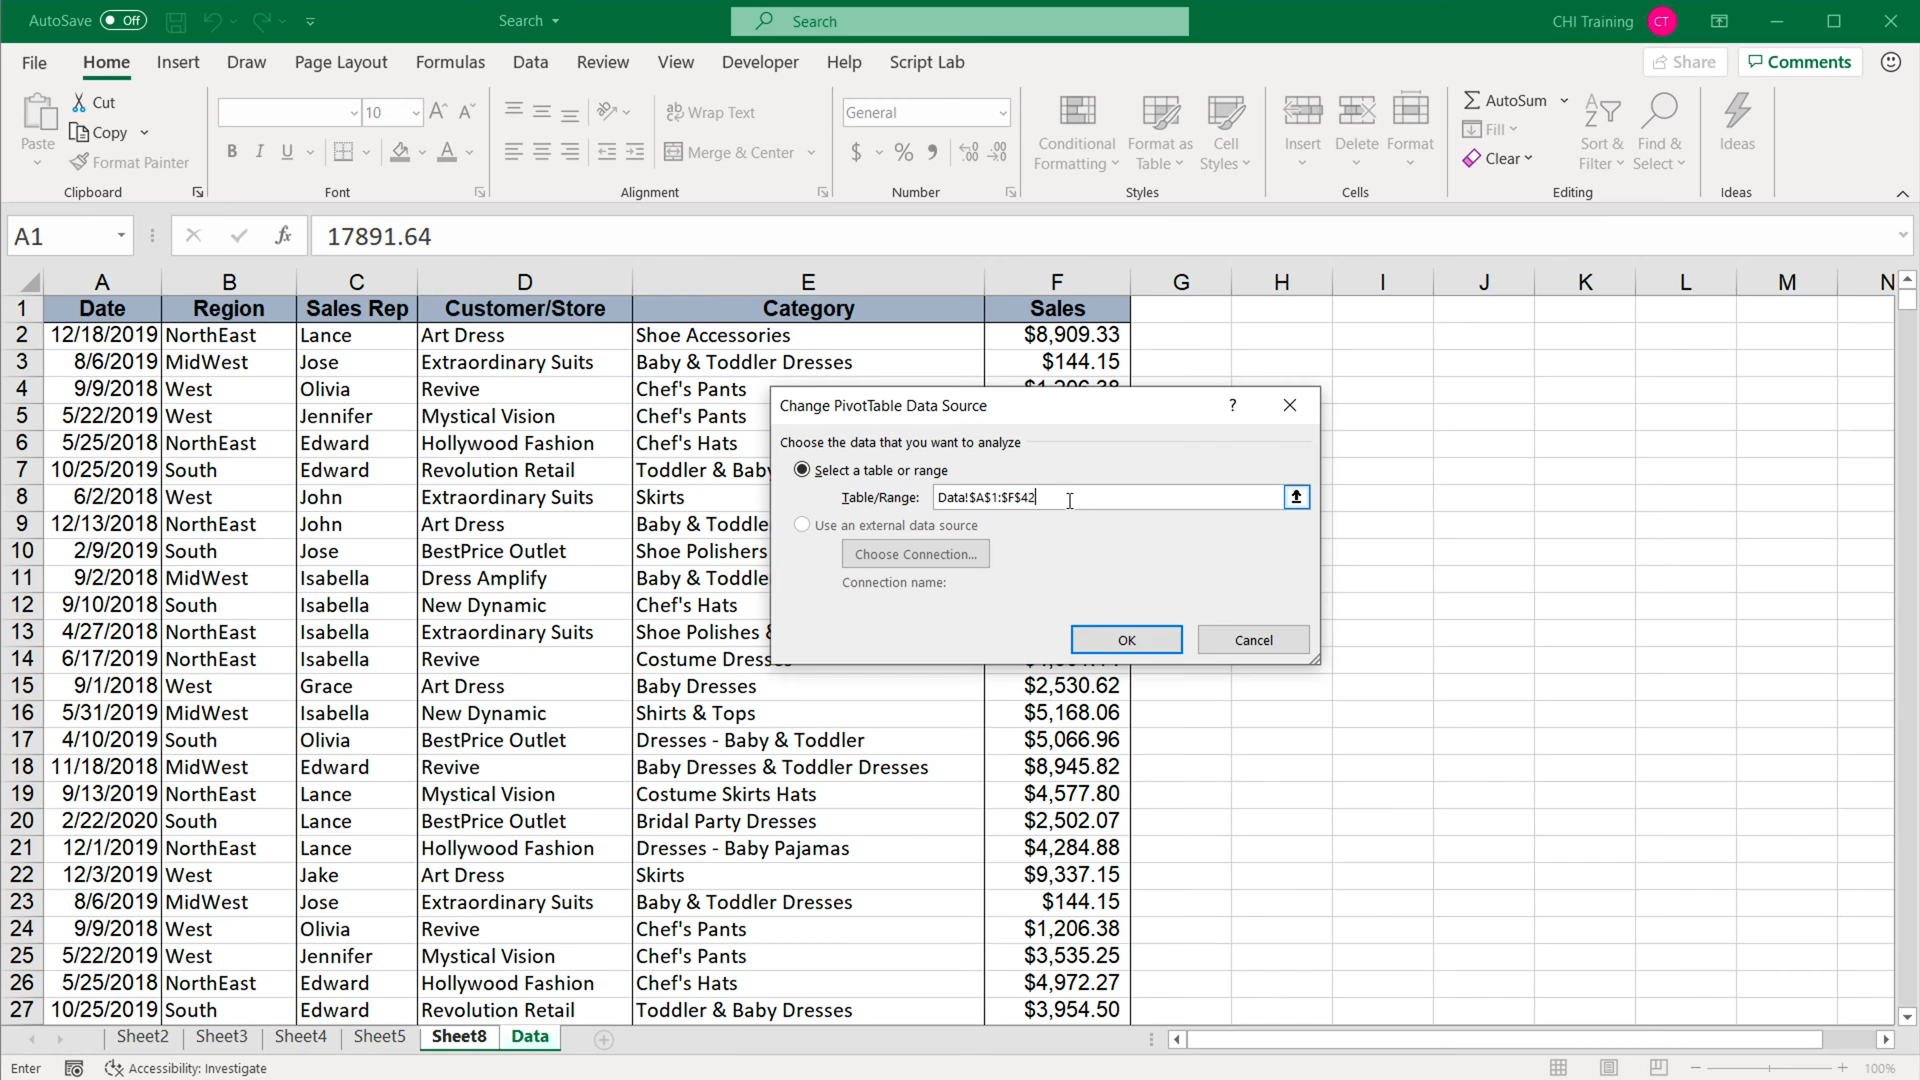 AutoSave Off Search Search CHI Training CT
File Home Insert Draw Page Layout Formulas Data Review View Developer Help Script Lab Share Comments
Paste Cut Copy Format Painter
10 A A B I U A
Wrap Text Merge & Center
General $ % 9
Conditional Formatting Format as Table Cell Styles
Insert Delete Format
AutoSum Fill Clear Sort & Filter Find & Select Ideas
Clipboard Font Alignment Number Styles Cells Editing Ideas
A1 fx 17891.64
A B C D E F G H I J K L M N
1 Date Region Sales Rep Customer/Store Category Sales
2 12/18/2019 NorthEast Lance Art Dress Shoe Accessories $8,909.33
3 8/6/2019 MidWest Jose Extraordinary Suits Baby & Toddler Dresses $144.15
4 9/9/2018 West Olivia Revive Chef's Pants $1,206.38
5 5/22/2019 West Jennifer Mystical Vision Chef's Pants
6 5/25/2018 NorthEast Edward Hollywood Fashion Chef's Hats
7 10/25/2019 South Edward Revolution Retail Toddler & Baby
8 6/2/2018 West John Extraordinary Suits Skirts
9 12/13/2018 NorthEast John Art Dress Baby & Toddle
10 2/9/2019 South Jose BestPrice Outlet Shoe Polishers
11 9/2/2018 MidWest Isabella Dress Amplify Baby & Toddle
12 9/10/2018 South Isabella New Dynamic Chef's Hats
13 4/27/2018 NorthEast Isabella Extraordinary Suits Shoe Polishes &
14 6/17/2019 NorthEast Isabella Revive Costume Dresses
15 9/1/2018 West Grace Art Dress Baby Dresses $2,530.62
16 5/31/2019 MidWest Isabella New Dynamic Shirts & Tops $5,168.06
17 4/10/2019 South Olivia BestPrice Outlet Dresses - Baby & Toddler $5,066.96
18 11/18/2018 MidWest Edward Revive Baby Dresses & Toddler Dresses $8,945.82
19 9/13/2018 NorthEast Lance Mystical Vision Costume Skirts Hats $4,577.80
20 2/22/2020 South Lance BestPrice Outlet Bridal Party Dresses $2,502.07
21 12/1/2019 NorthEast Lance Hollywood Fashion Dresses - Baby Pajamas $4,284.88
22 12/3/2019 West Jake Art Dress Skirts $9,337.15
23 8/6/2019 MidWest Jose Extraordinary Suits Baby & Toddler Dresses $144.15
24 9/9/2018 West Olivia Revive Chef's Pants $1,206.38
25 5/22/2019 West Jennifer Mystical Vision Chef's Pants $3,535.25
26 5/25/2018 NorthEast Edward Hollywood Fashion Chef's Hats $4,972.27
27 10/25/2019 South Edward Revolution Retail Toddler & Baby Dresses $3,954.50
Change PivotTable Data Source ?
Choose the data that you want to analyze
Select a table or range
Table/Range: Data!$A$1:$F$42
Use an external data source
Choose Connection...
Connection name:
OK Cancel
Sheet2 Sheet3 Sheet4 Sheet5 Sheet8 Data
Enter Accessibility: Investigate 100%